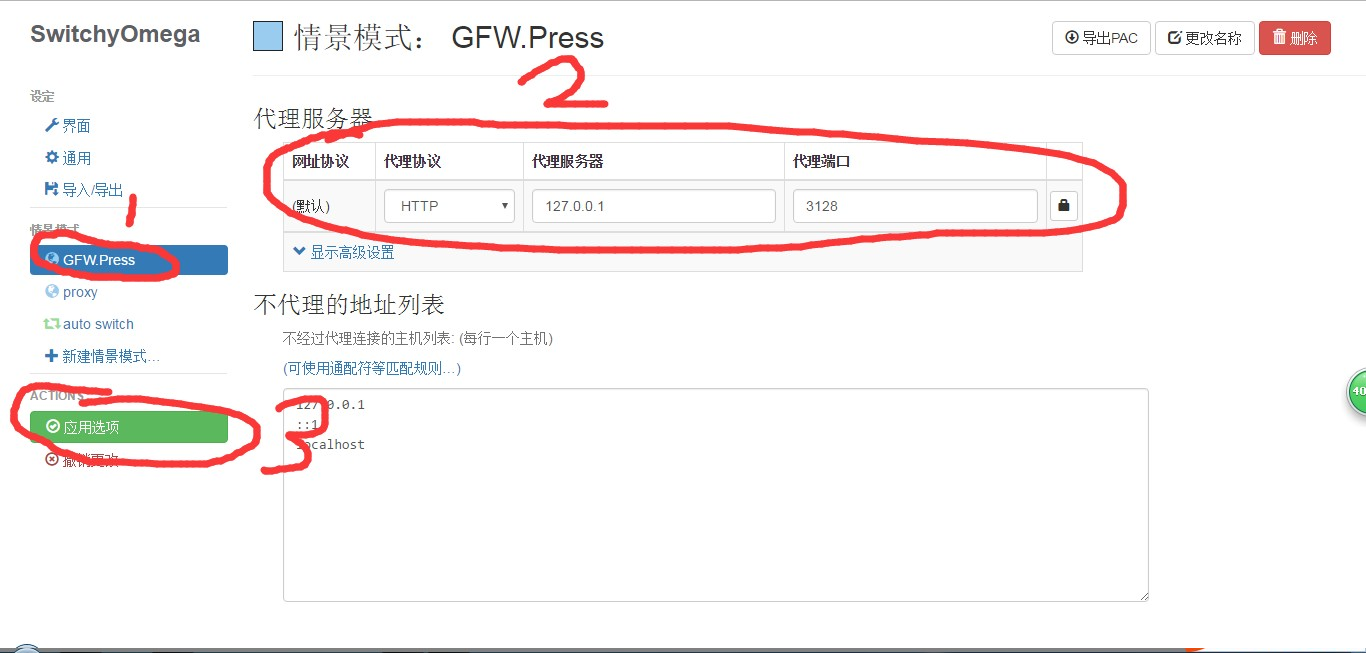 SwitchyOmega
情景模式： GFW.Press
导出PAC
更改名称
删除
设定
界面
通用
导入/导出
情景模式
GFW.Press
proxy
auto switch
新建情景模式...
ACTIONS
应用选项
撤销更改
1
2
3
代理服务器
网址协议 代理协议 代理服务器 代理端口
(默认) HTTP 127.0.0.1 3128
显示高级设置
不代理的地址列表
不经过代理连接的主机列表: (每行一个主机)
(可使用通配符等匹配规则...)
127.0.0.1
::1
localhost
40